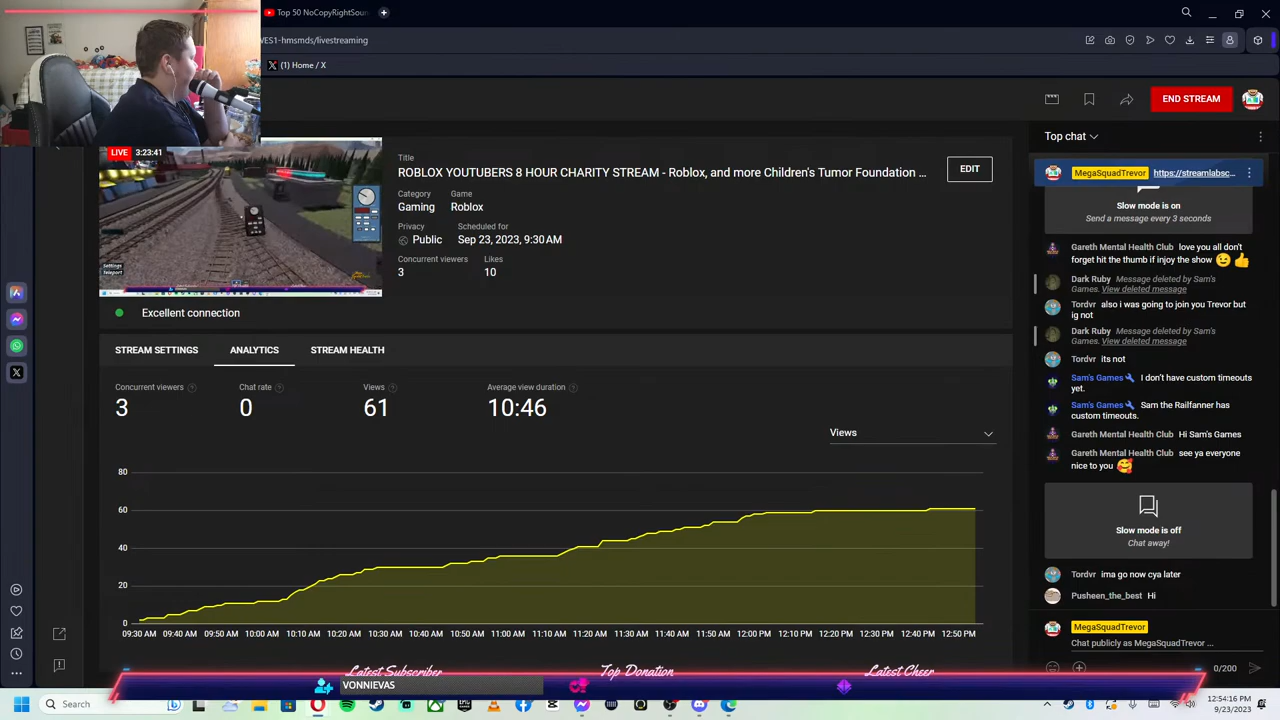 Top 50 NoCopyRightSoun
VES1-hmsmds/livestreaming
(1) Home / X
END STREAM
LIVE 3:23:41
Settings
Teleport
Title
ROBLOX YOUTUBERS 8 HOUR CHARITY STREAM - Roblox, and more Children's Tumor Foundation ...
EDIT
Category
Game
Gaming
Roblox
Privacy
Scheduled for
Public
Sep 23, 2023, 9:30 AM
Concurrent viewers
Likes
3
10
Excellent connection
STREAM SETTINGS
ANALYTICS
STREAM HEALTH
Concurrent viewers
Chat rate
Views
Average view duration
3
0
61
10:46
Views
80
60
40
20
0
09:30 AM 09:40 AM 09:50 AM 10:00 AM 10:10 AM 10:20 AM 10:30 AM 10:40 AM 10:50 AM 11:00 AM 11:10 AM 11:20 AM 11:30 AM 11:40 AM 11:50 AM 12:00 PM 12:10 PM 12:20 PM 12:30 PM 12:40 PM 12:50 PM
Top chat
MegaSquadTrevor https://streamlabsc...
Slow mode is on
Send a message every 3 seconds
Gareth Mental Health Club love you all don't
forget hit the thumb if injoy the show 😉 👍
Dark Ruby Message deleted by Sam's
Games. View deleted message
Tordvr also i was going to join you Trevor but
ig not
Dark Ruby Message deleted by Sam's
Games. View deleted message
Tordvr its not
Sam's Games I don't have custom timeouts
yet.
Sam's Games Sam the Railfanner has
custom timeouts.
Gareth Mental Health Club Hi Sam's Games
Gareth Mental Health Club see ya everyone
nice to you 🥰
Slow mode is off
Chat away!
Tordvr ima go now cya later
Pusheen_the_best Hi
MegaSquadTrevor
Chat publicly as MegaSquadTrevor ...
0/200
Latest Subscriber
Top Donation
Latest Cheer
VONNIEVAS
Search
12:54:16 PM
9/23/2023